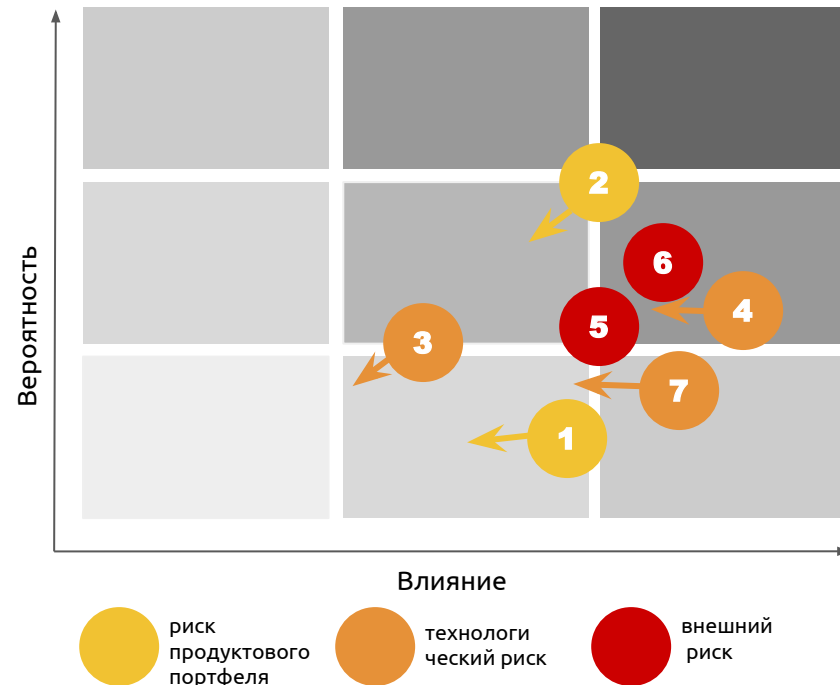 2
6
4
5
3
7
1
Вероятность
Влияние
риск
продуктового
портфеля
технологи
ческий риск
внешний
риск